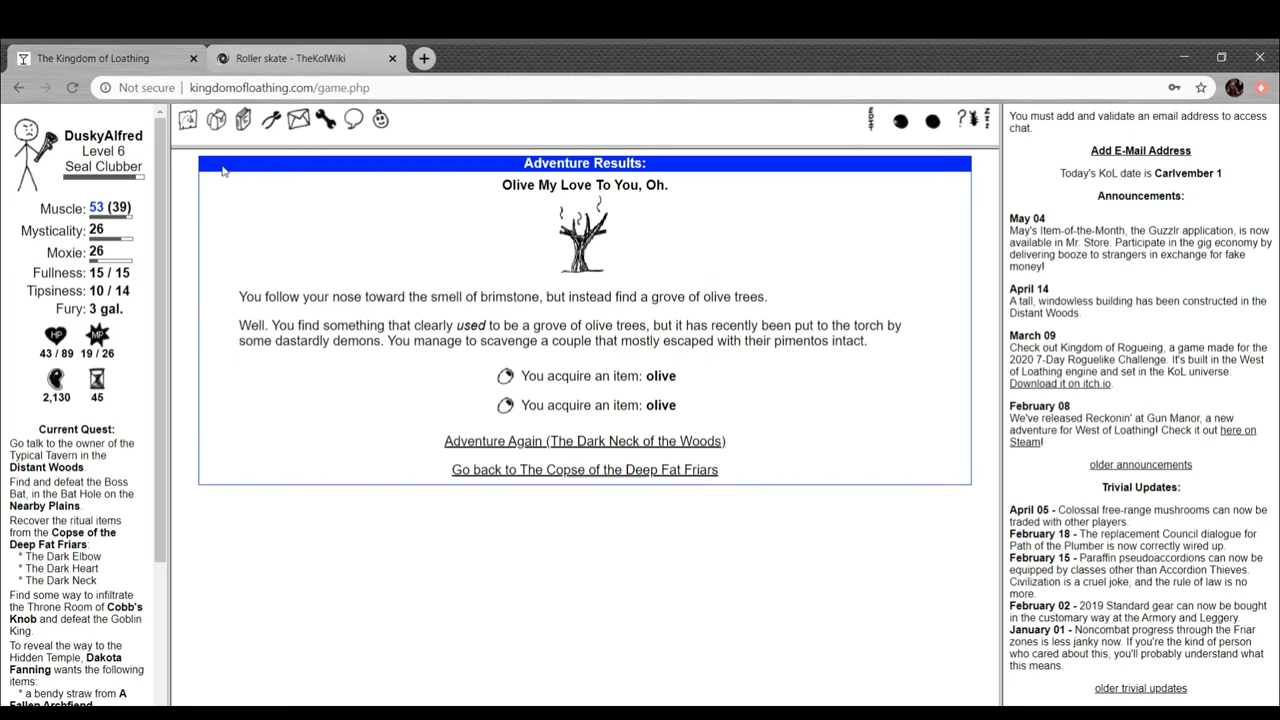 The Kingdom of Loathing
Roller skate - TheKolWiki
Not secure
kingdomofloathing.com/game.php
DuskyAlfred
Level 6
Seal Clubber
Muscle: 53 (39)
Mysticality: 26
Moxie: 26
Fullness: 15 / 15
Tipsiness: 10 / 14
Fury: 3 gal.
HP
MP
43 / 89
19 / 26
2,130
45
Current Quest:
Go talk to the owner of the
Typical Tavern in the
Distant Woods.
Find and defeat the Boss
Bat, in the Bat Hole on the
Nearby Plains.
Recover the ritual items
from the Copse of the
Deep Fat Friars:
* The Dark Elbow
* The Dark Heart
* The Dark Neck
Find some way to infiltrate
the Throne Room of Cobb's
Knob and defeat the Goblin
King.
To reveal the way to the
Hidden Temple, Dakota
Fanning wants the following
items:
* a bendy straw from A
Fallen Archfiend
Adventure Results:
Olive My Love To You, Oh.
You follow your nose toward the smell of brimstone, but instead find a grove of olive trees.
Well. You find something that clearly used to be a grove of olive trees, but it has recently been put to the torch by
some dastardly demons. You manage to scavenge a couple that mostly escaped with their pimentos intact.
You acquire an item: olive
You acquire an item: olive
Adventure Again (The Dark Neck of the Woods)
Go back to The Copse of the Deep Fat Friars
You must add and validate an email address to access
chat.
Add E-Mail Address
Today's KoL date is Carlvember 1
Announcements:
May 04
May's Item-of-the-Month, the Guzzlr application, is now
available in Mr. Store. Participate in the gig economy by
delivering booze to strangers in exchange for fake
money!
April 14
A tall, windowless building has been constructed in the
Distant Woods.
March 09
Check out Kingdom of Rogueing, a game made for the
2020 7-Day Roguelike Challenge. It's built in the West
of Loathing engine and set in the KoL universe.
Download it on itch.io.
February 08
We've released Reckonin' at Gun Manor, a new
adventure for West of Loathing! Check it out here on
Steam!
older announcements
Trivial Updates:
April 05 - Colossal free-range mushrooms can now be
traded with other players.
February 18 - The replacement Council dialogue for
Path of the Plumber is now correctly wired up.
February 15 - Paraffin pseudoaccordions can now be
equipped by classes other than Accordion Thieves.
Civilization is a cruel joke, and the rule of law is no
more.
February 02 - 2019 Standard gear can now be bought
in the customary way at the Armory and Leggery.
January 01 - Noncombat progress through the Friar
zones is less janky now. If you're the kind of person
who cared about this, you'll probably understand what
this means.
older trivial updates